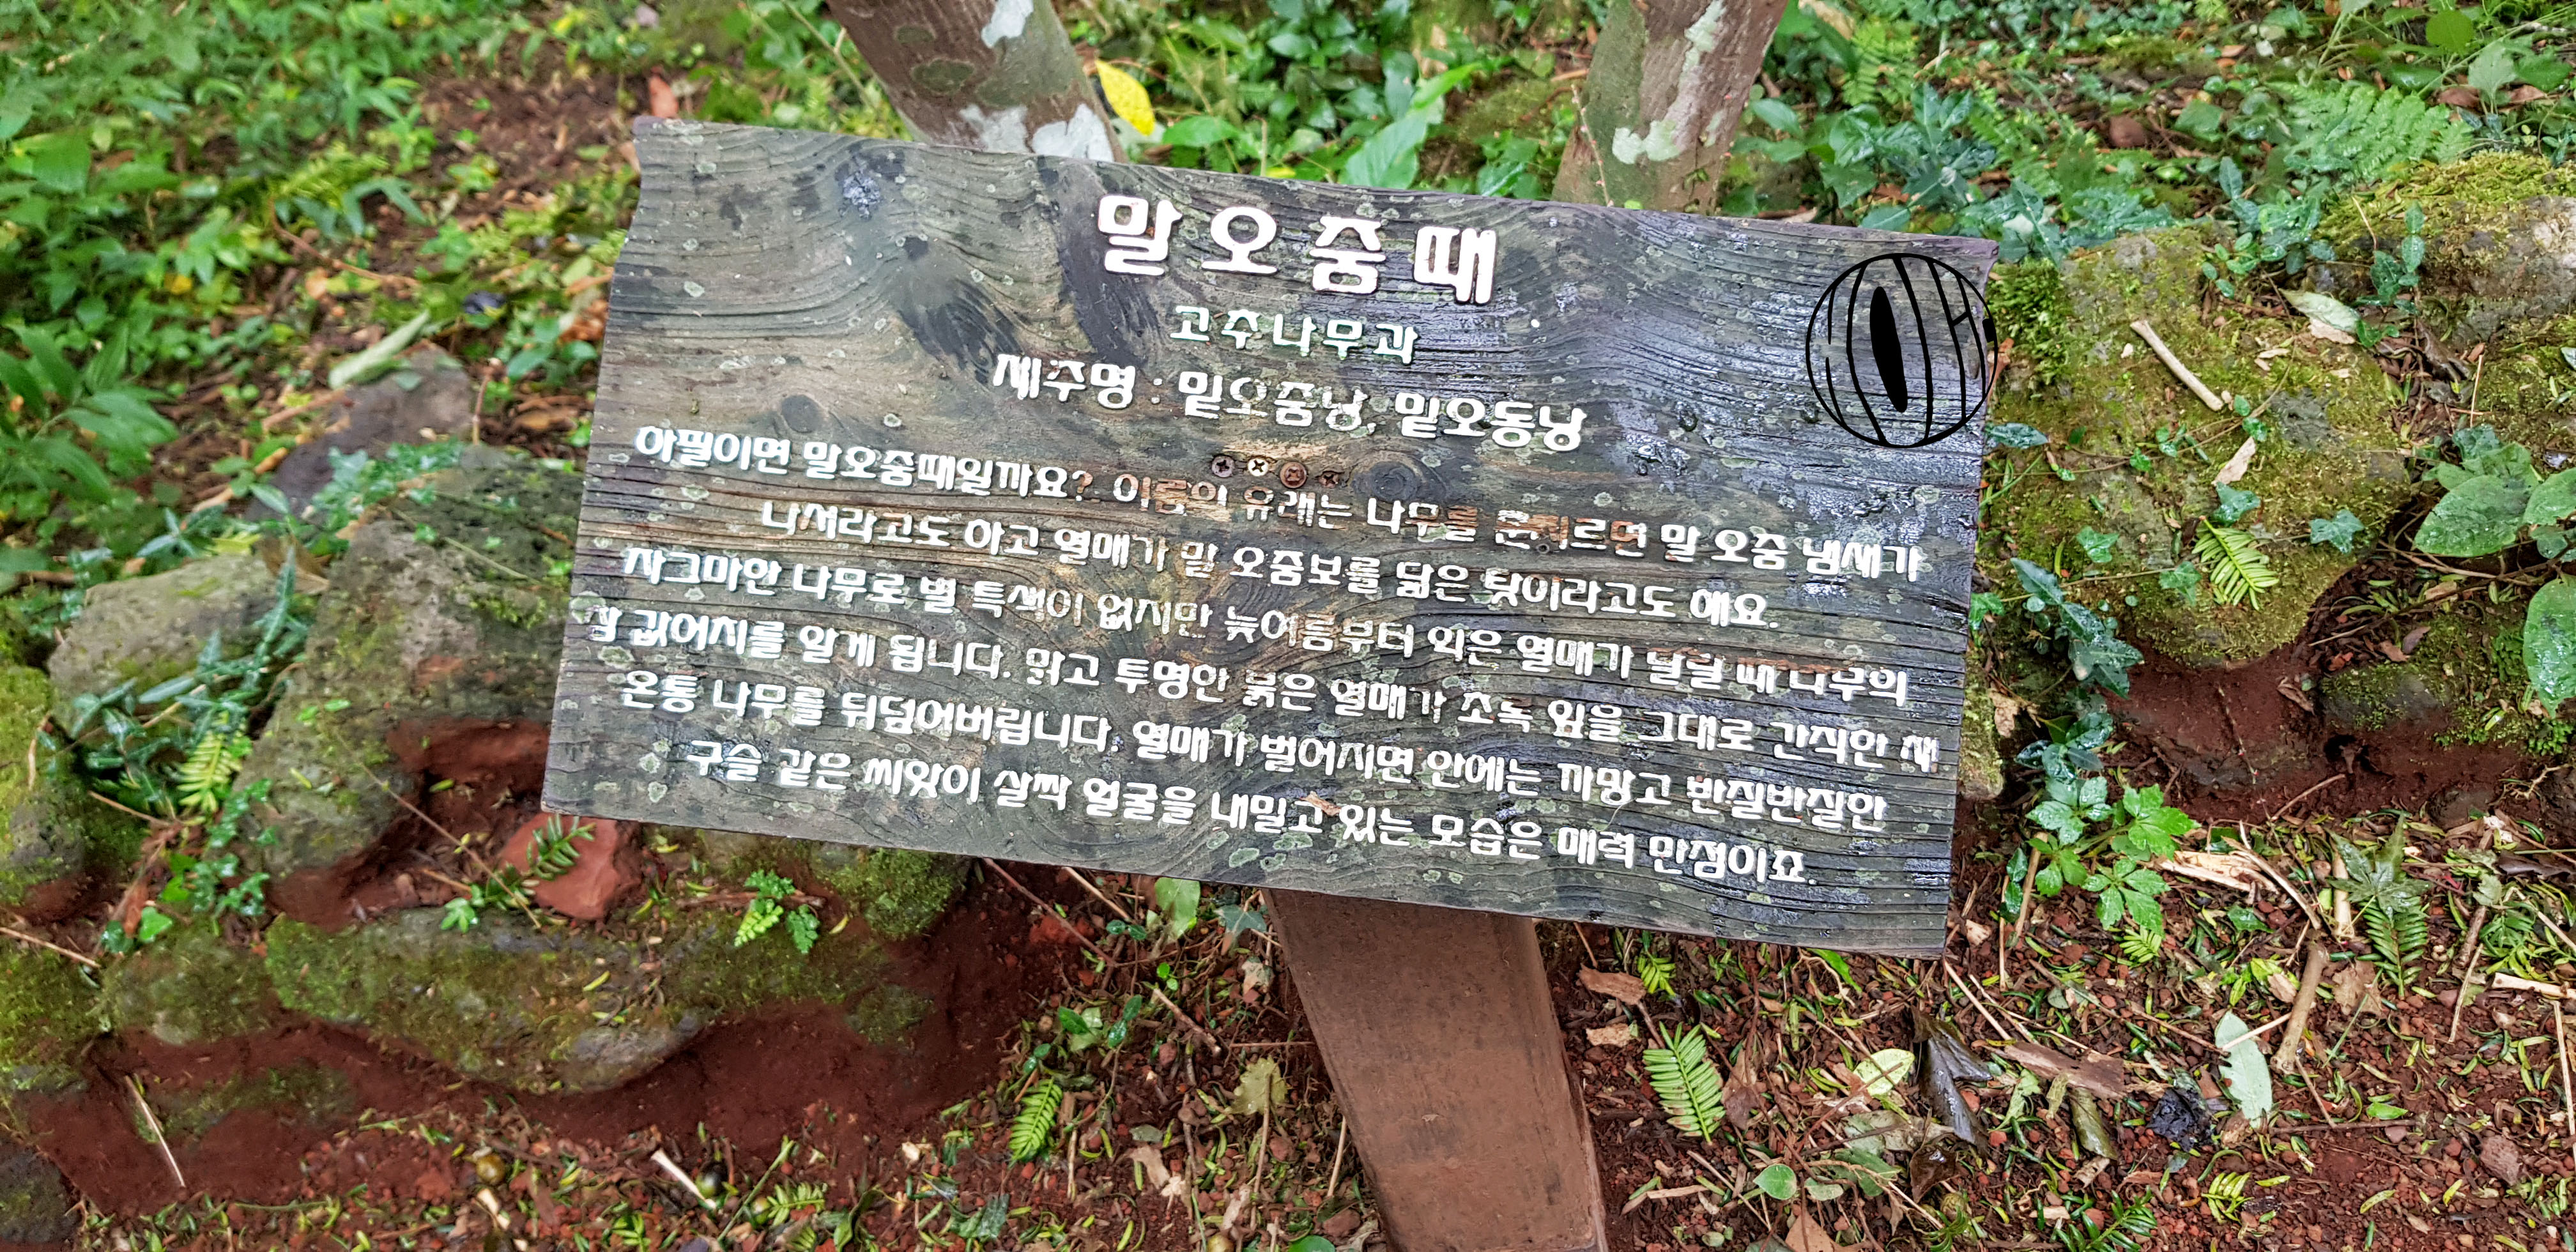 말오줌때
고추나무과
제주명 : 밑오줌낭, 밑오동낭
하필이면 말오줌때일까요? 이름의 유래는 나무를 문지르면 말 오줌 냄새가
나서라고도 하고 열매가 말 오줌보를 닮은 탓이라고도 해요.
자그마한 나무로 별 특색이 없지만 늦여름부터 익은 열매가 달릴 때 나무의
참 값어치를 알게 됩니다. 맑고 투명한 붉은 열매가 초록 잎을 그대로 간직한 채
온통 나무를 뒤덮어버립니다. 열매가 벌어지면 안에는 까맣고 반질반질한
구슬 같은 씨앗이 살짝 얼굴을 내밀고 있는 모습은 매력 만점이죠.